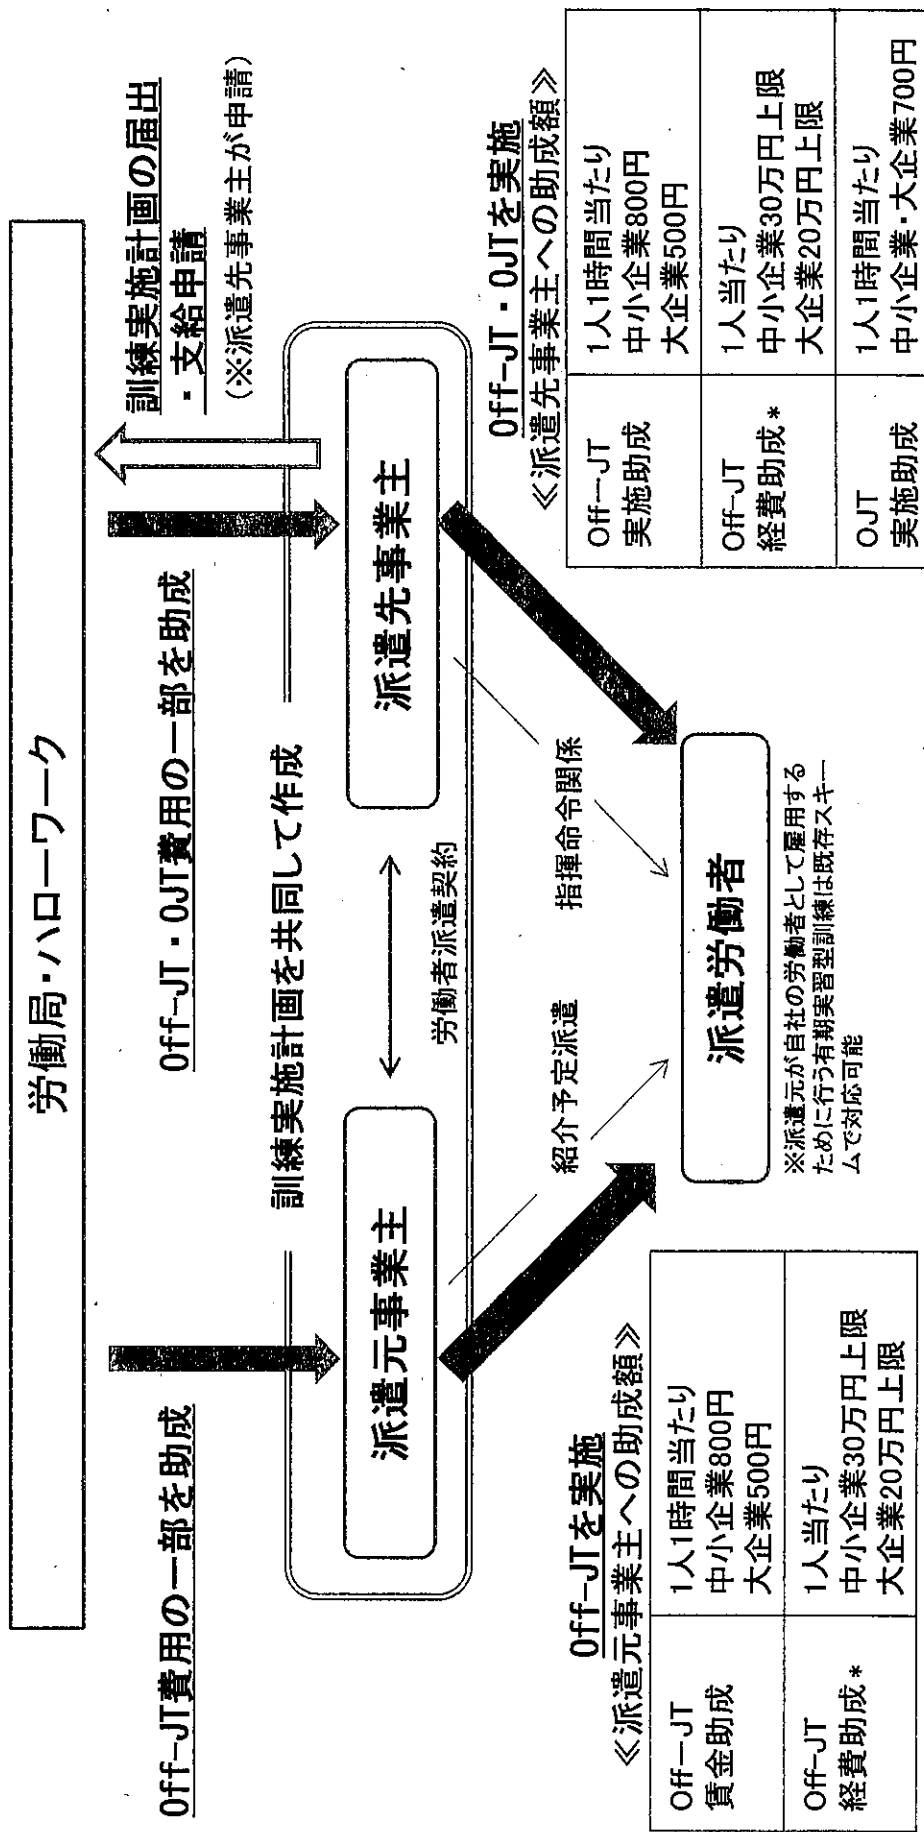 労働局・ハローワーク
Off-JT費用の一部を助成
Off-JT・OJT費用の一部を助成
訓練実施計画の届出
・支給申請
(※派遣先事業主が申請)
訓練実施計画を共同して作成
派遣元事業主
派遣先事業主
労働者派遣契約
紹介予定派遣
指揮命令関係
派遣労働者
※派遣元が自社の労働者として雇用する
ために行う有期実習型訓練は既存スキー
ムで対応可能
Off-JTを実施
≪派遣元事業主への助成額≫
Off-JT
賃金助成
1人1時間当たり
中小企業800円
大企業500円
Off-JT
経費助成*
1人当たり
中小企業30万円上限
大企業20万円上限
Off-JT・OJTを実施
≪派遣先事業主への助成額≫
Off-JT
実施助成
1人1時間当たり
中小企業800円
大企業500円
Off-JT
経費助成*
1人当たり
中小企業30万円上限
大企業20万円上限
OJT
実施助成
1人1時間当たり
中小企業・大企業700円